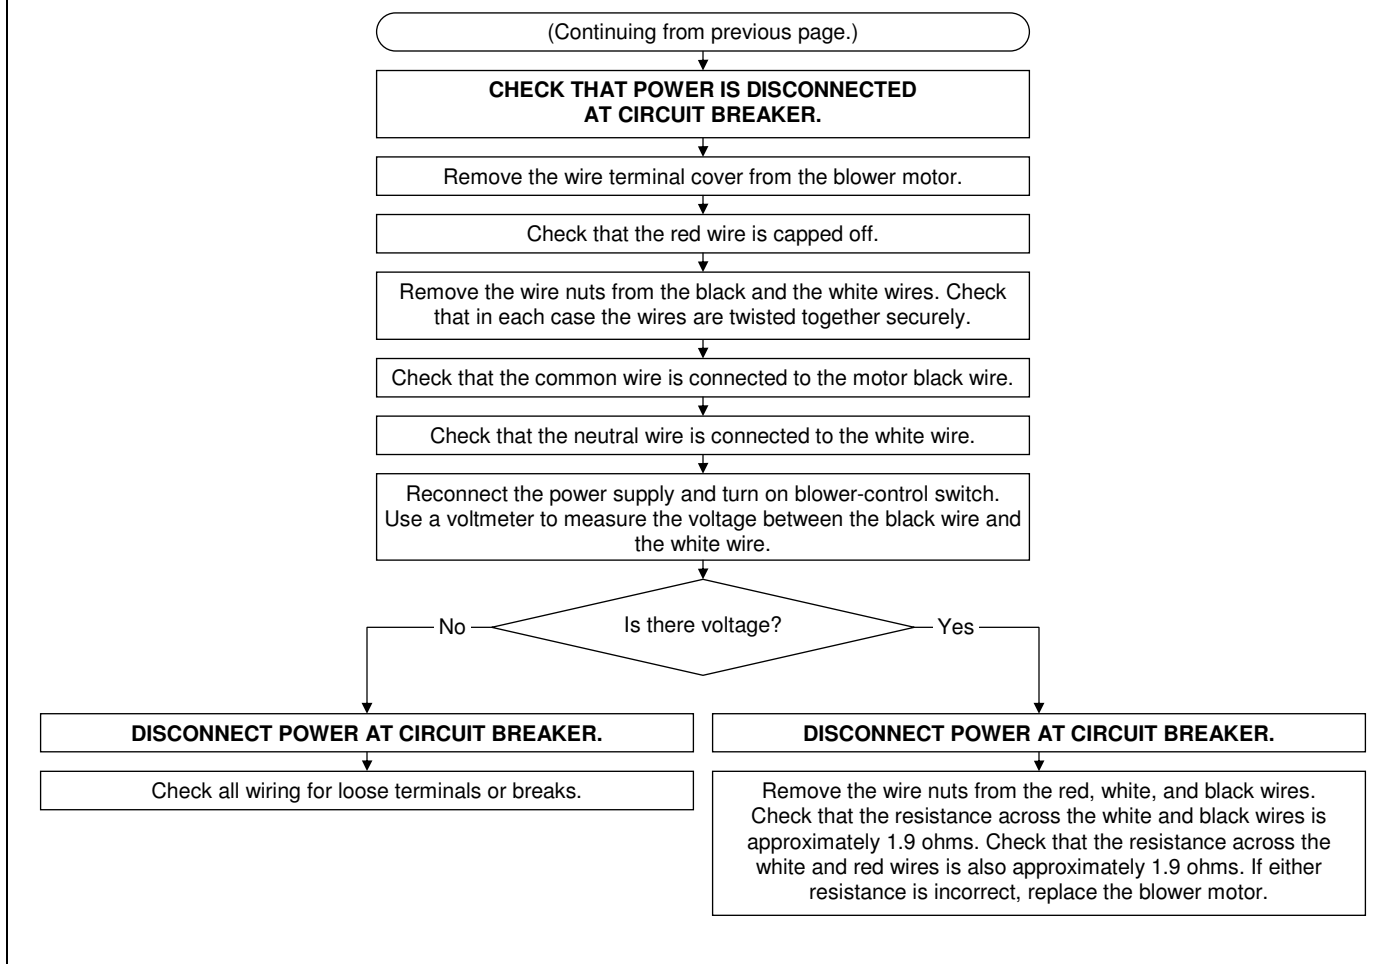 (Continuing from previous page.)
CHECK THAT POWER IS DISCONNECTED
AT CIRCUIT BREAKER.
Remove the wire terminal cover from the blower motor.
Check that the red wire is capped off.
Remove the wire nuts from the black and the white wires. Check
that in each case the wires are twisted together securely.
Check that the common wire is connected to the motor black wire.
Check that the neutral wire is connected to the white wire.
Reconnect the power supply and turn on blower-control switch.
Use a voltmeter to measure the voltage between the black wire and
the white wire.
Is there voltage?
No
Yes
DISCONNECT POWER AT CIRCUIT BREAKER.
Check all wiring for loose terminals or breaks.
DISCONNECT POWER AT CIRCUIT BREAKER.
Remove the wire nuts from the red, white, and black wires.
Check that the resistance across the white and black wires is
approximately 1.9 ohms. Check that the resistance across the
white and red wires is also approximately 1.9 ohms. If either
resistance is incorrect, replace the blower motor.